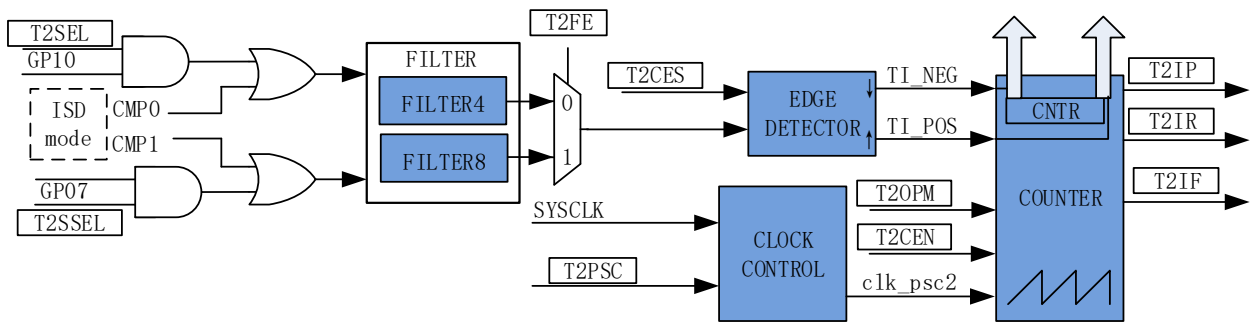 T2SEL
GP10
ISD
mode
CMP0
CMP1
GP07
T2SSEL
FILTER
FILTER4
FILTER8
T2FE
0
1
T2CES
EDGE
DETECTOR
↓
↑
TI_NEG
TI_POS
SYSCLK
T2PSC
CLOCK
CONTROL
T2OPM
T2CEN
clk_psc2
CNTR
COUNTER
T2IP
T2IR
T2IF